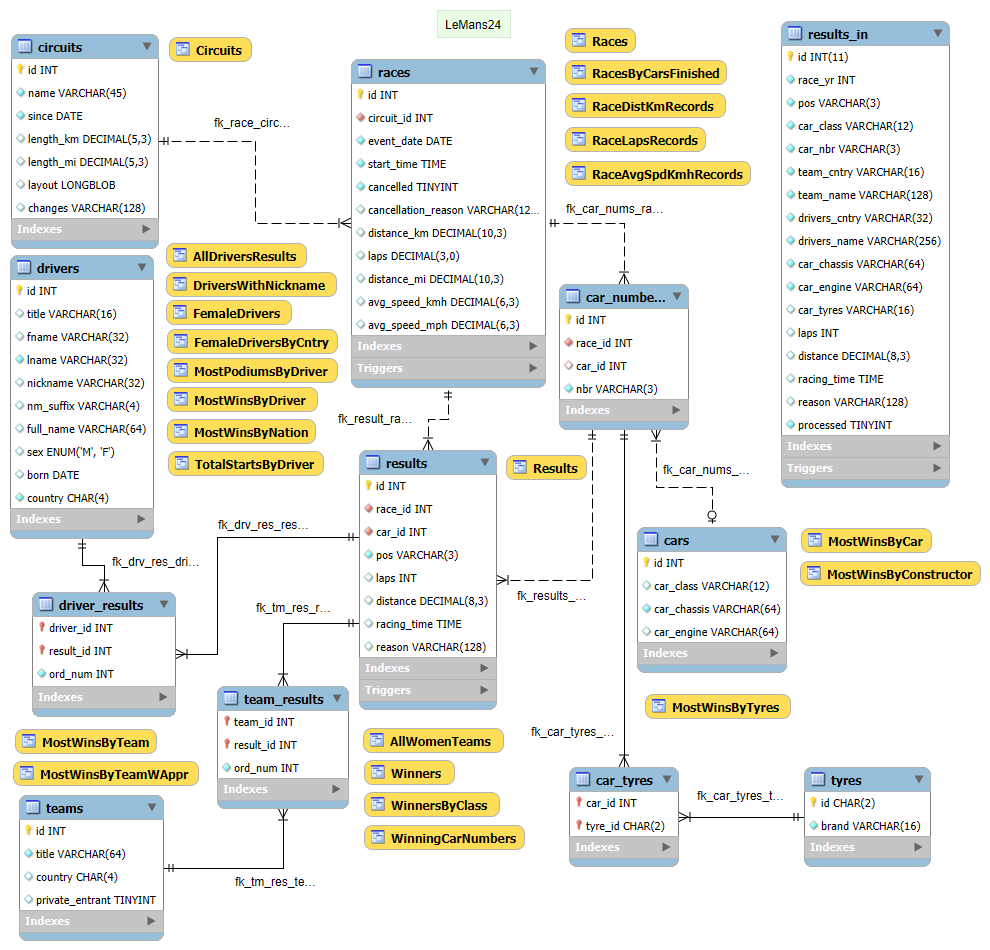 LeMans24
circuits
id INT
name VARCHAR(45)
since DATE
length_km DECIMAL(5,3)
length_mi DECIMAL(5,3)
layout LONGBLOB
changes VARCHAR(128)
Indexes
Circuits
fk_race_circ...
races
id INT
circuit_id INT
event_date DATE
start_time TIME
cancelled TINYINT
cancellation_reason VARCHAR(12...
distance_km DECIMAL(10,3)
laps DECIMAL(3,0)
distance_mi DECIMAL(10,3)
avg_speed_kmh DECIMAL(6,3)
avg_speed_mph DECIMAL(6,3)
Indexes
Triggers
Races
RacesByCarsFinished
RaceDistKmRecords
RaceLapsRecords
RaceAvgSpdKmhRecords
fk_car_nums_ra...
results_in
id INT(11)
race_yr INT
pos VARCHAR(3)
car_class VARCHAR(12)
car_nbr VARCHAR(3)
team_cntry VARCHAR(16)
team_name VARCHAR(128)
drivers_cntry VARCHAR(32)
drivers_name VARCHAR(256)
car_chassis VARCHAR(64)
car_engine VARCHAR(64)
car_tyres VARCHAR(16)
laps INT
distance DECIMAL(8,3)
racing_time TIME
reason VARCHAR(128)
processed TINYINT
Indexes
Triggers
drivers
id INT
title VARCHAR(16)
fname VARCHAR(32)
lname VARCHAR(32)
nickname VARCHAR(32)
nm_suffix VARCHAR(4)
full_name VARCHAR(64)
sex ENUM('M', 'F')
born DATE
country CHAR(4)
Indexes
AllDriversResults
DriversWithNickname
FemaleDrivers
FemaleDriversByCntry
MostPodiumsByDriver
MostWinsByDriver
MostWinsByNation
TotalStartsByDriver
car_numbe...
id INT
race_id INT
car_id INT
nbr VARCHAR(3)
Indexes
fk_result_ra...
results
id INT
race_id INT
car_id INT
pos VARCHAR(3)
laps INT
distance DECIMAL(8,3)
racing_time TIME
reason VARCHAR(128)
Indexes
Triggers
Results
fk_car_nums_...
fk_results_...
cars
id INT
car_class VARCHAR(12)
car_chassis VARCHAR(64)
car_engine VARCHAR(64)
Indexes
MostWinsByCar
MostWinsByConstructor
fk_drv_res_res...
fk_drv_res_dri...
driver_results
driver_id INT
result_id INT
ord_num INT
Indexes
fk_tm_res_r...
team_results
team_id INT
result_id INT
ord_num INT
Indexes
MostWinsByTeam
MostWinsByTeamWAppr
teams
id INT
title VARCHAR(64)
country CHAR(4)
private_entrant TINYINT
Indexes
fk_tm_res_te...
AllWomenTeams
Winners
WinnersByClass
WinningCarNumbers
MostWinsByTyres
fk_car_tyres_...
car_tyres
car_id INT
tyre_id CHAR(2)
Indexes
fk_car_tyres_t...
tyres
id CHAR(2)
brand VARCHAR(16)
Indexes